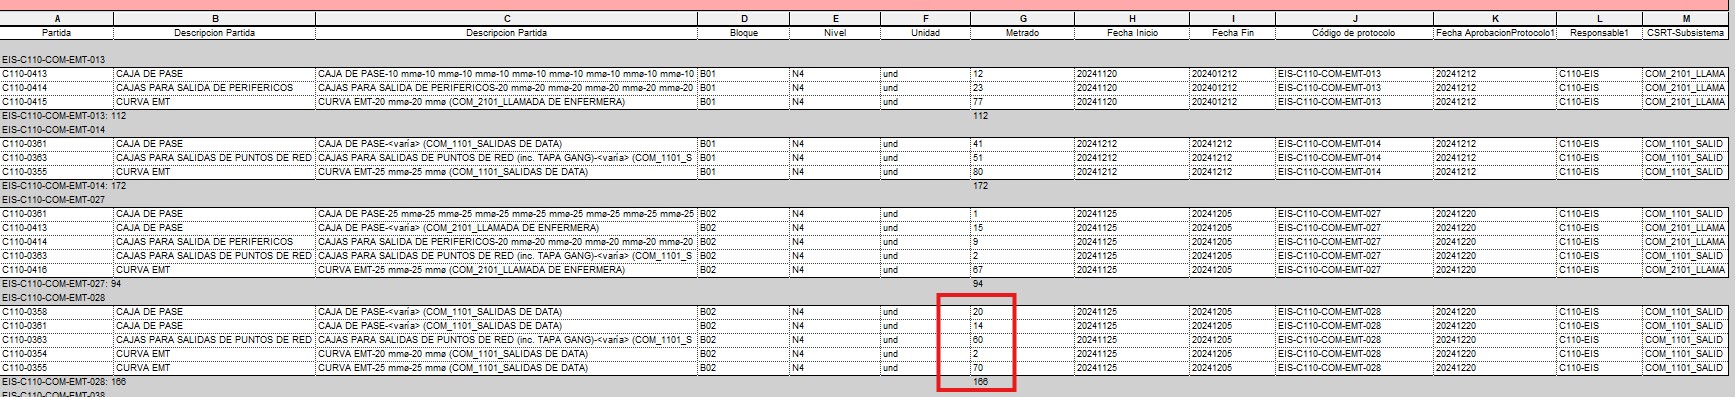 A B C D E F G H I J K L M
Partida Descripcion Partida Descripcion Partida Bloque Nivel Unidad Metrado Fecha Inicio Fecha Fin Código de protocolo Fecha AprobacionProtocolo1 Responsable1 CSRT-Subsistema
EIS-C110-COM-EMT-013
C110-0413 CAJA DE PASE CAJA DE PASE-10 mmø-10 mmø-10 mmø-10 mmø-10 mmø-10 mmø-10 mmø-10 B01 N4 und 12 20241120 202401212 EIS-C110-COM-EMT-013 20241212 C110-EIS COM_2101_LLAMA
C110-0414 CAJAS PARA SALIDA DE PERIFERICOS CAJAS PARA SALIDA DE PERIFERICOS-20 mmø-20 mmø-20 mmø-20 mmø-20 B01 N4 und 23 20241120 202401212 EIS-C110-COM-EMT-013 20241212 C110-EIS COM_2101_LLAMA
C110-0415 CURVA EMT CURVA EMT-20 mmø-20 mmø (COM_2101_LLAMADA DE ENFERMERA) B01 N4 und 77 20241120 202401212 EIS-C110-COM-EMT-013 20241212 C110-EIS COM_2101_LLAMA
EIS-C110-COM-EMT-013: 112 112
EIS-C110-COM-EMT-014
C110-0361 CAJA DE PASE CAJA DE PASE-<varía> (COM_1101_SALIDAS DE DATA) B01 N4 und 41 20241212 20241212 EIS-C110-COM-EMT-014 20241212 C110-EIS COM_1101_SALID
C110-0363 CAJAS PARA SALIDAS DE PUNTOS DE RED CAJAS PARA SALIDAS DE PUNTOS DE RED (inc. TAPA GANG)-<varía> (COM_1101_S B01 N4 und 51 20241212 20241212 EIS-C110-COM-EMT-014 20241212 C110-EIS COM_1101_SALID
C110-0355 CURVA EMT CURVA EMT-25 mmø-25 mmø (COM_1101_SALIDAS DE DATA) B01 N4 und 80 20241212 20241212 EIS-C110-COM-EMT-014 20241212 C110-EIS COM_1101_SALID
EIS-C110-COM-EMT-014: 172 172
EIS-C110-COM-EMT-027
C110-0361 CAJA DE PASE CAJA DE PASE-25 mmø-25 mmø-25 mmø-25 mmø-25 mmø-25 mmø-25 mmø-25 B02 N4 und 1 20241125 20241205 EIS-C110-COM-EMT-027 20241220 C110-EIS COM_1101_SALID
C110-0413 CAJA DE PASE CAJA DE PASE-<varía> (COM_2101_LLAMADA DE ENFERMERA) B02 N4 und 15 20241125 20241205 EIS-C110-COM-EMT-027 20241220 C110-EIS COM_2101_LLAMA
C110-0414 CAJAS PARA SALIDA DE PERIFERICOS CAJAS PARA SALIDA DE PERIFERICOS-20 mmø-20 mmø-20 mmø-20 mmø-20 B02 N4 und 9 20241125 20241205 EIS-C110-COM-EMT-027 20241220 C110-EIS COM_2101_LLAMA
C110-0363 CAJAS PARA SALIDAS DE PUNTOS DE RED CAJAS PARA SALIDAS DE PUNTOS DE RED (inc. TAPA GANG)-<varía> (COM_1101_S B02 N4 und 2 20241125 20241205 EIS-C110-COM-EMT-027 20241220 C110-EIS COM_1101_SALID
C110-0416 CURVA EMT CURVA EMT-25 mmø-25 mmø (COM_2101_LLAMADA DE ENFERMERA) B02 N4 und 67 20241125 20241205 EIS-C110-COM-EMT-027 20241220 C110-EIS COM_2101_LLAMA
EIS-C110-COM-EMT-027: 94 94
EIS-C110-COM-EMT-028
C110-0358 CAJA DE PASE CAJA DE PASE-<varía> (COM_1101_SALIDAS DE DATA) B02 N4 und 20 20241125 20241205 EIS-C110-COM-EMT-028 20241220 C110-EIS COM_1101_SALID
C110-0361 CAJA DE PASE CAJA DE PASE-<varía> (COM_1101_SALIDAS DE DATA) B02 N4 und 14 20241125 20241205 EIS-C110-COM-EMT-028 20241220 C110-EIS COM_1101_SALID
C110-0363 CAJAS PARA SALIDAS DE PUNTOS DE RED CAJAS PARA SALIDAS DE PUNTOS DE RED (inc. TAPA GANG)-<varía> (COM_1101_S B02 N4 und 60 20241125 20241205 EIS-C110-COM-EMT-028 20241220 C110-EIS COM_1101_SALID
C110-0354 CURVA EMT CURVA EMT-20 mmø-20 mmø (COM_1101_SALIDAS DE DATA) B02 N4 und 2 20241125 20241205 EIS-C110-COM-EMT-028 20241220 C110-EIS COM_1101_SALID
C110-0355 CURVA EMT CURVA EMT-25 mmø-25 mmø (COM_1101_SALIDAS DE DATA) B02 N4 und 70 20241125 20241205 EIS-C110-COM-EMT-028 20241220 C110-EIS COM_1101_SALID
EIS-C110-COM-EMT-028: 166 166
EIS-C110-COM-EMT-038